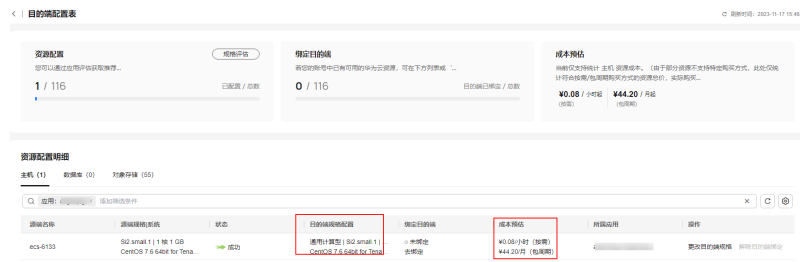 目的端配置表
刷新时间：2023-11-17 15:46
资源配置
规格评估
您可以通过应用评估获取推荐...
1 / 116
已配置 / 总数
绑定目的端
若您的账号中已有可用的华为云资源，可在下方列表或 '...
0 / 116
目的端已绑定 / 总数
成本预估
当前仅支持统计 主机 资源成本。（由于部分资源不支持特定购买方式，此处仅统
计符合按需/包周期购买方式的资源总价，实际购买...
¥0.08 / 小时起 ¥44.20 / 月起
(按需) (包周期)
资源配置明细
主机（1） 数据库（0） 对象存储（55）
应用： 添加筛选条件
源端名称 源端规格|系统 状态 目的端规格配置 绑定目的端 成本预估 所属应用 操作
ecs-6133 SI2.small.1 | 1 核 1 GB 成功 通用计算型 | SI2.small.1 | ... 未绑定 ¥0.08/小时（按需） 更改目的端规格 解除目的端绑定
CentOS 7.6 64bit for Tena... CentOS 7.6 64bit for Tena... 去绑定 ¥44.20/月（包周期）